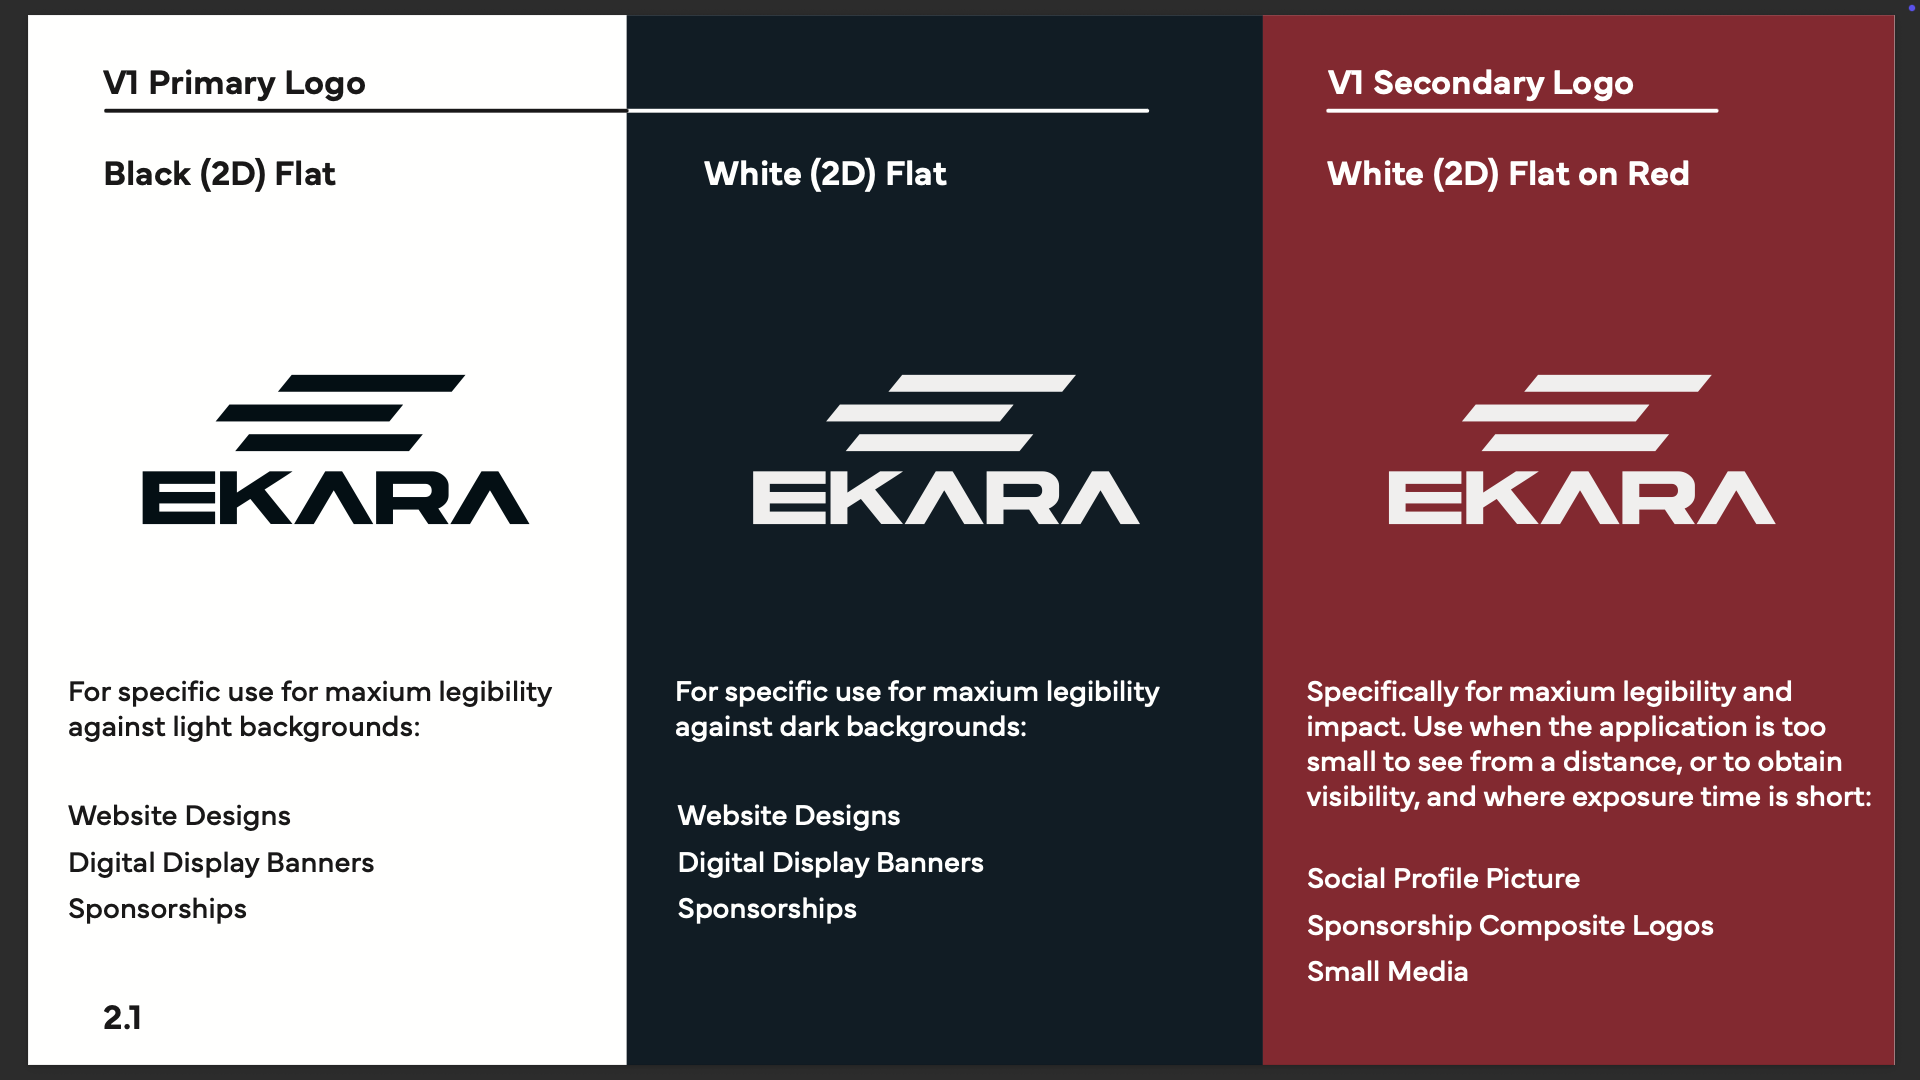 V1 Primary Logo
Black (2D) Flat
EKARA
For specific use for maxium legibility
against light backgrounds:
Website Designs
Digital Display Banners
Sponsorships
2.1
White (2D) Flat
EKARA
For specific use for maxium legibility
against dark backgrounds:
Website Designs
Digital Display Banners
Sponsorships
V1 Secondary Logo
White (2D) Flat on Red
EKARA
Specifically for maxium legibility and
impact. Use when the application is too
small to see from a distance, or to obtain
visibility, and where exposure time is short:
Social Profile Picture
Sponsorship Composite Logos
Small Media